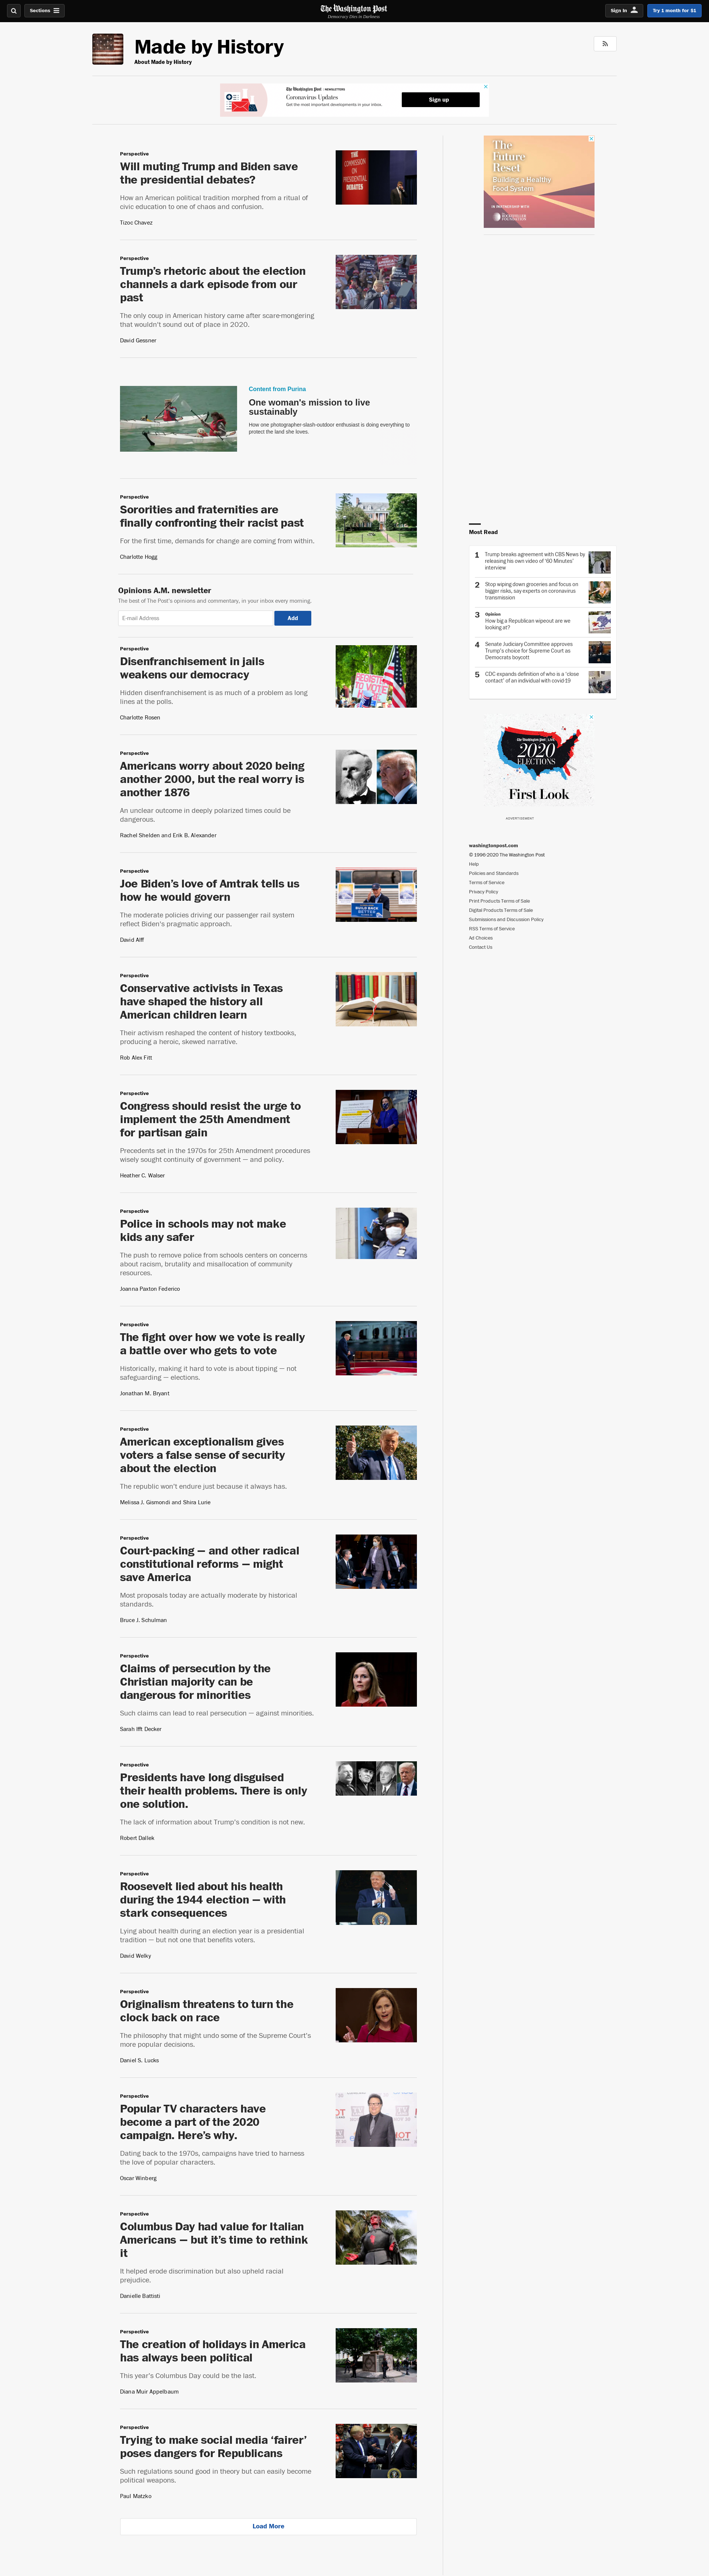 Sections
The Washington Post
Democracy Dies in Darkness
Sign In
Try 1 month for $1
Made by History
About Made by History
The Washington Post | NEWSLETTERS
Coronavirus Updates
Get the most important developments in your inbox.
Sign up
Perspective
Will muting Trump and Biden save
the presidential debates?
How an American political tradition morphed from a ritual of
civic education to one of chaos and confusion.
Tizoc Chavez
THE
COMMISSION
ON
PRESIDENTIAL
DEBATES
Perspective
Trump’s rhetoric about the election
channels a dark episode from our
past
The only coup in American history came after scare-mongering
that wouldn’t sound out of place in 2020.
David Gessner
Content from Purina
One woman's mission to live
sustainably
How one photographer-slash-outdoor enthusiast is doing everything to
protect the land she loves.
Perspective
Sororities and fraternities are
finally confronting their racist past
For the first time, demands for change are coming from within.
Charlotte Hogg
Opinions A.M. newsletter
The best of The Post's opinions and commentary, in your inbox every morning.
E-mail Address
Add
Perspective
Disenfranchisement in jails
weakens our democracy
Hidden disenfranchisement is as much of a problem as long
lines at the polls.
Charlotte Rosen
REGISTER
TO VOTE
HERE
Perspective
Americans worry about 2020 being
another 2000, but the real worry is
another 1876
An unclear outcome in deeply polarized times could be
dangerous.
Rachel Shelden and Erik B. Alexander
Perspective
Joe Biden’s love of Amtrak tells us
how he would govern
The moderate policies driving our passenger rail system
reflect Biden’s pragmatic approach.
David Alff
BUILD BACK
BETTER
Perspective
Conservative activists in Texas
have shaped the history all
American children learn
Their activism reshaped the content of history textbooks,
producing a heroic, skewed narrative.
Rob Alex Fitt
Perspective
Congress should resist the urge to
implement the 25th Amendment
for partisan gain
Precedents set in the 1970s for 25th Amendment procedures
wisely sought continuity of government — and policy.
Heather C. Walser
Perspective
Police in schools may not make
kids any safer
The push to remove police from schools centers on concerns
about racism, brutality and misallocation of community
resources.
Joanna Paxton Federico
Perspective
The fight over how we vote is really
a battle over who gets to vote
Historically, making it hard to vote is about tipping — not
safeguarding — elections.
Jonathan M. Bryant
Perspective
American exceptionalism gives
voters a false sense of security
about the election
The republic won’t endure just because it always has.
Melissa J. Gismondi and Shira Lurie
Perspective
Court-packing — and other radical
constitutional reforms — might
save America
Most proposals today are actually moderate by historical
standards.
Bruce J. Schulman
Perspective
Claims of persecution by the
Christian majority can be
dangerous for minorities
Such claims can lead to real persecution — against minorities.
Sarah Ifft Decker
Perspective
Presidents have long disguised
their health problems. There is only
one solution.
The lack of information about Trump’s condition is not new.
Robert Dallek
Perspective
Roosevelt lied about his health
during the 1944 election — with
stark consequences
Lying about health during an election year is a presidential
tradition — but not one that benefits voters.
David Welky
Perspective
Originalism threatens to turn the
clock back on race
The philosophy that might undo some of the Supreme Court’s
more popular decisions.
Daniel S. Lucks
Perspective
Popular TV characters have
become a part of the 2020
campaign. Here’s why.
Dating back to the 1970s, campaigns have tried to harness
the love of popular characters.
Oscar Winberg
Perspective
Columbus Day had value for Italian
Americans — but it’s time to rethink
it
It helped erode discrimination but also upheld racial
prejudice.
Danielle Battisti
Perspective
The creation of holidays in America
has always been political
This year’s Columbus Day could be the last.
Diana Muir Appelbaum
Perspective
Trying to make social media ‘fairer’
poses dangers for Republicans
Such regulations sound good in theory but can easily become
political weapons.
Paul Matzko
Load More
The
Future
Reset
Building a Healthy
Food System
IN PARTNERSHIP WITH
Most Read
1 Trump breaks agreement with CBS News by
releasing his own video of ‘60 Minutes’
interview
2 Stop wiping down groceries and focus on
bigger risks, say experts on coronavirus
transmission
3 Opinion
How big a Republican wipeout are we
looking at?
4 Senate Judiciary Committee approves
Trump’s choice for Supreme Court as
Democrats boycott
5 CDC expands definition of who is a ‘close
contact’ of an individual with covid-19
The Washington Post LIVE
2020
ELECTIONS
First Look
ADVERTISEMENT
washingtonpost.com
© 1996-2020 The Washington Post
Help
Policies and Standards
Terms of Service
Privacy Policy
Print Products Terms of Sale
Digital Products Terms of Sale
Submissions and Discussion Policy
RSS Terms of Service
Ad Choices
Contact Us